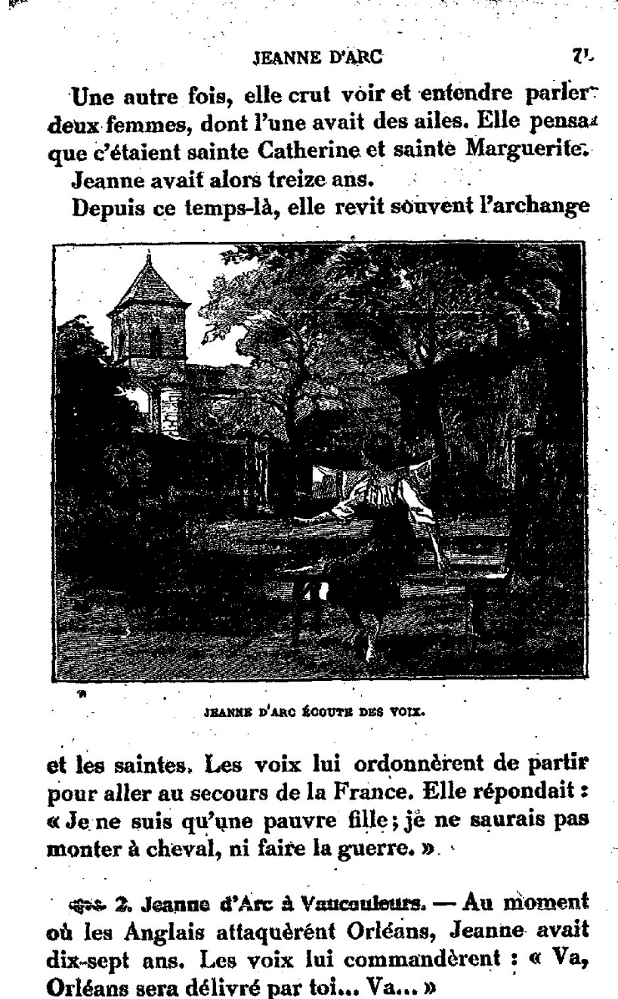 JEANNE D'ARC 71
Une autre fois, elle crut voir et entendre parler
deux femmes, dont l'une avait des ailes. Elle pensa
que c'étaient sainte Catherine et sainte Marguerite.
Jeanne avait alors treize ans.
Depuis ce temps-là, elle revit souvent l'archange
JEANNE D'ARC ÉCOUTE DES VOIX.
et les saintes. Les voix lui ordonnèrent de partir
pour aller au secours de la France. Elle répondait :
« Je ne suis qu'une pauvre fille ; je ne saurais pas
monter à cheval, ni faire la guerre. »
2. Jeanne d'Arc à Vaucouleurs. — Au moment
où les Anglais attaquèrent Orléans, Jeanne avait
dix-sept ans. Les voix lui commandèrent : « Va,
Orléans sera délivré par toi... Va... »